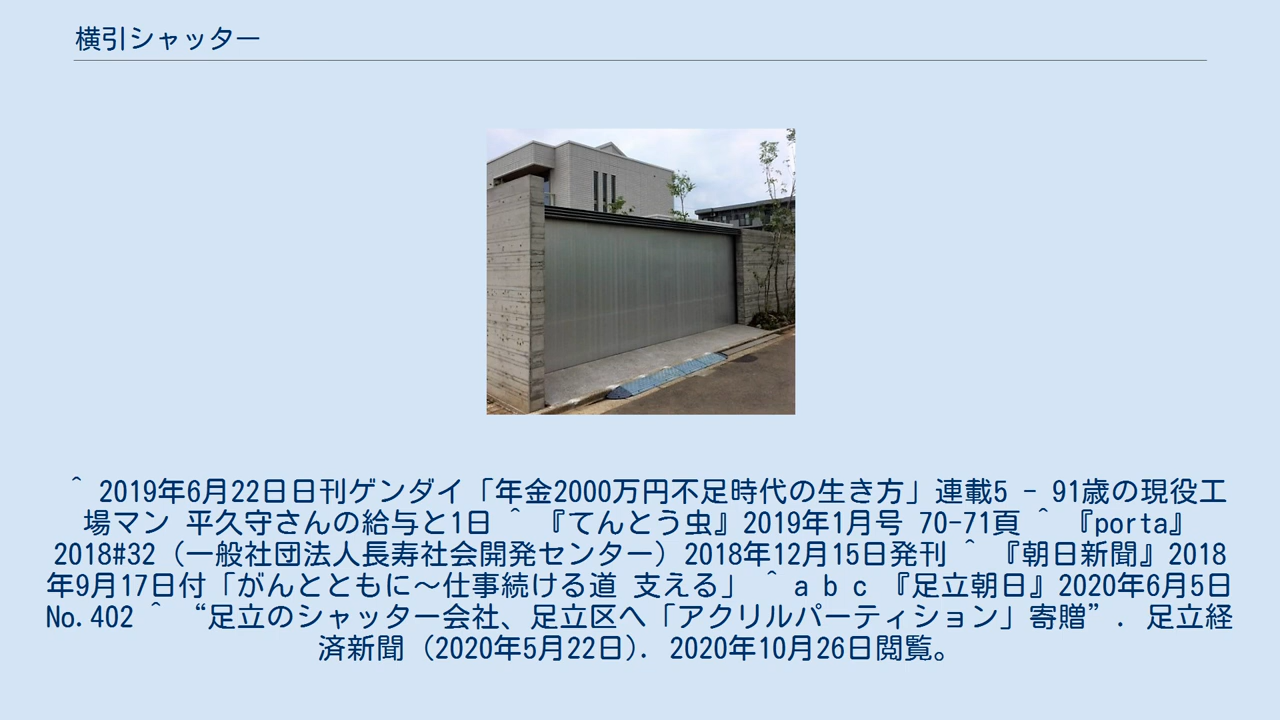 横引シャッター
^ 2019年6月22日日刊ゲンダイ「年金2000万円不足時代の生き方」連載5 - 91歳の現役工
場マン 平久守さんの給与と1日 ^ 『てんとう虫』2019年1月号 70-71頁 ^ 『porta』
2018#32（一般社団法人長寿社会開発センター）2018年12月15日発刊 ^ 『朝日新聞』2018
年9月17日付「がんとともに〜仕事続ける道 支える」 ^ a b c 『足立朝日』2020年6月5日
No.402 ^ “足立のシャッター会社、足立区へ「アクリルパーティション」寄贈”. 足立経
済新聞 (2020年5月22日). 2020年10月26日閲覧。